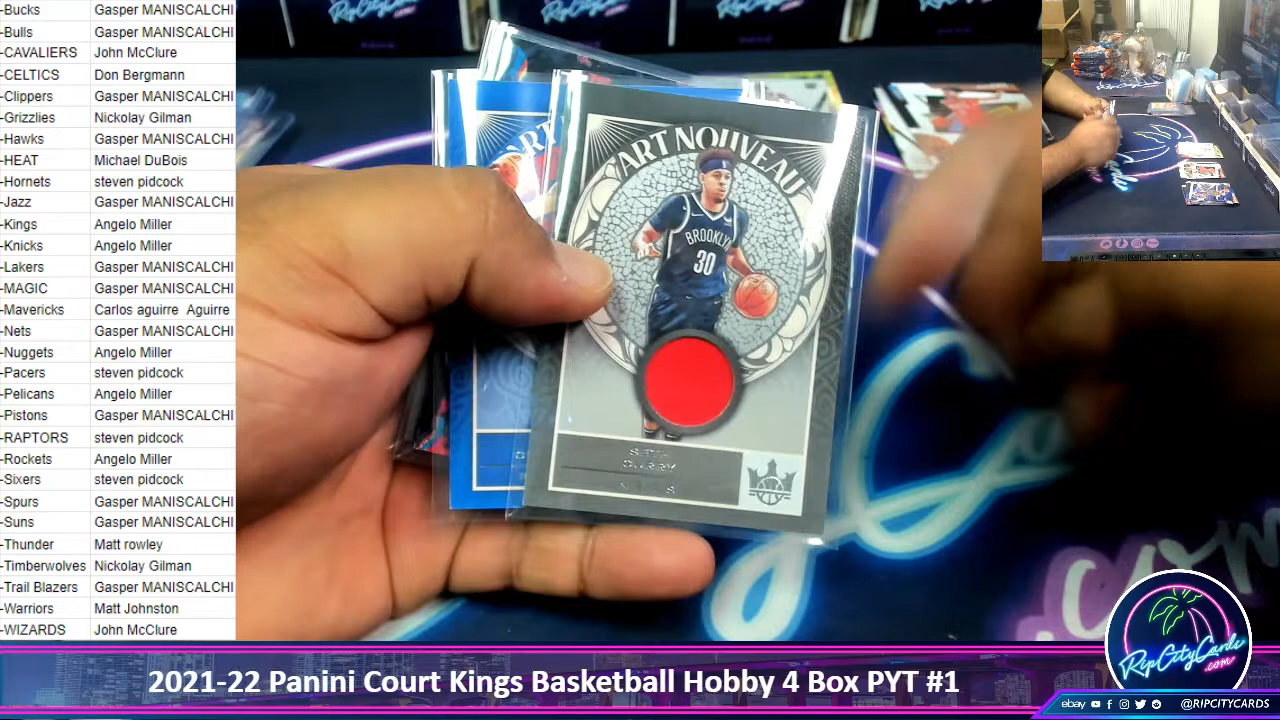 -Bucks Gasper MANISCALCHI
-Bulls Gasper MANISCALCHI
-CAVALIERS John McClure
-CELTICS Don Bergmann
-Clippers Gasper MANISCALCHI
-Grizzlies Nickolay Gilman
-Hawks Gasper MANISCALCHI
-HEAT Michael DuBois
-Hornets steven pidcock
-Jazz Gasper MANISCALCHI
-Kings Angelo Miller
-Knicks Angelo Miller
-Lakers Gasper MANISCALCHI
-MAGIC Gasper MANISCALCHI
-Mavericks Carlos aguirre Aguirre
-Nets Gasper MANISCALCHI
-Nuggets Angelo Miller
-Pacers steven pidcock
-Pelicans Angelo Miller
-Pistons Gasper MANISCALCHI
-RAPTORS steven pidcock
-Rockets Angelo Miller
-Sixers steven pidcock
-Spurs Gasper MANISCALCHI
-Suns Gasper MANISCALCHI
-Thunder Matt rowley
-Timberwolves Nickolay Gilman
-Trail Blazers Gasper MANISCALCHI
-Warriors Matt Johnston
-WIZARDS John McClure
ART NOUVEAU
BROOKLYN
30
SETH
CURRY
.com
RipCityCards
.com
2021-22 Panini Court Kings Basketball Hobby 4 Box PYT #1
ebay @RIPCITYCARDS